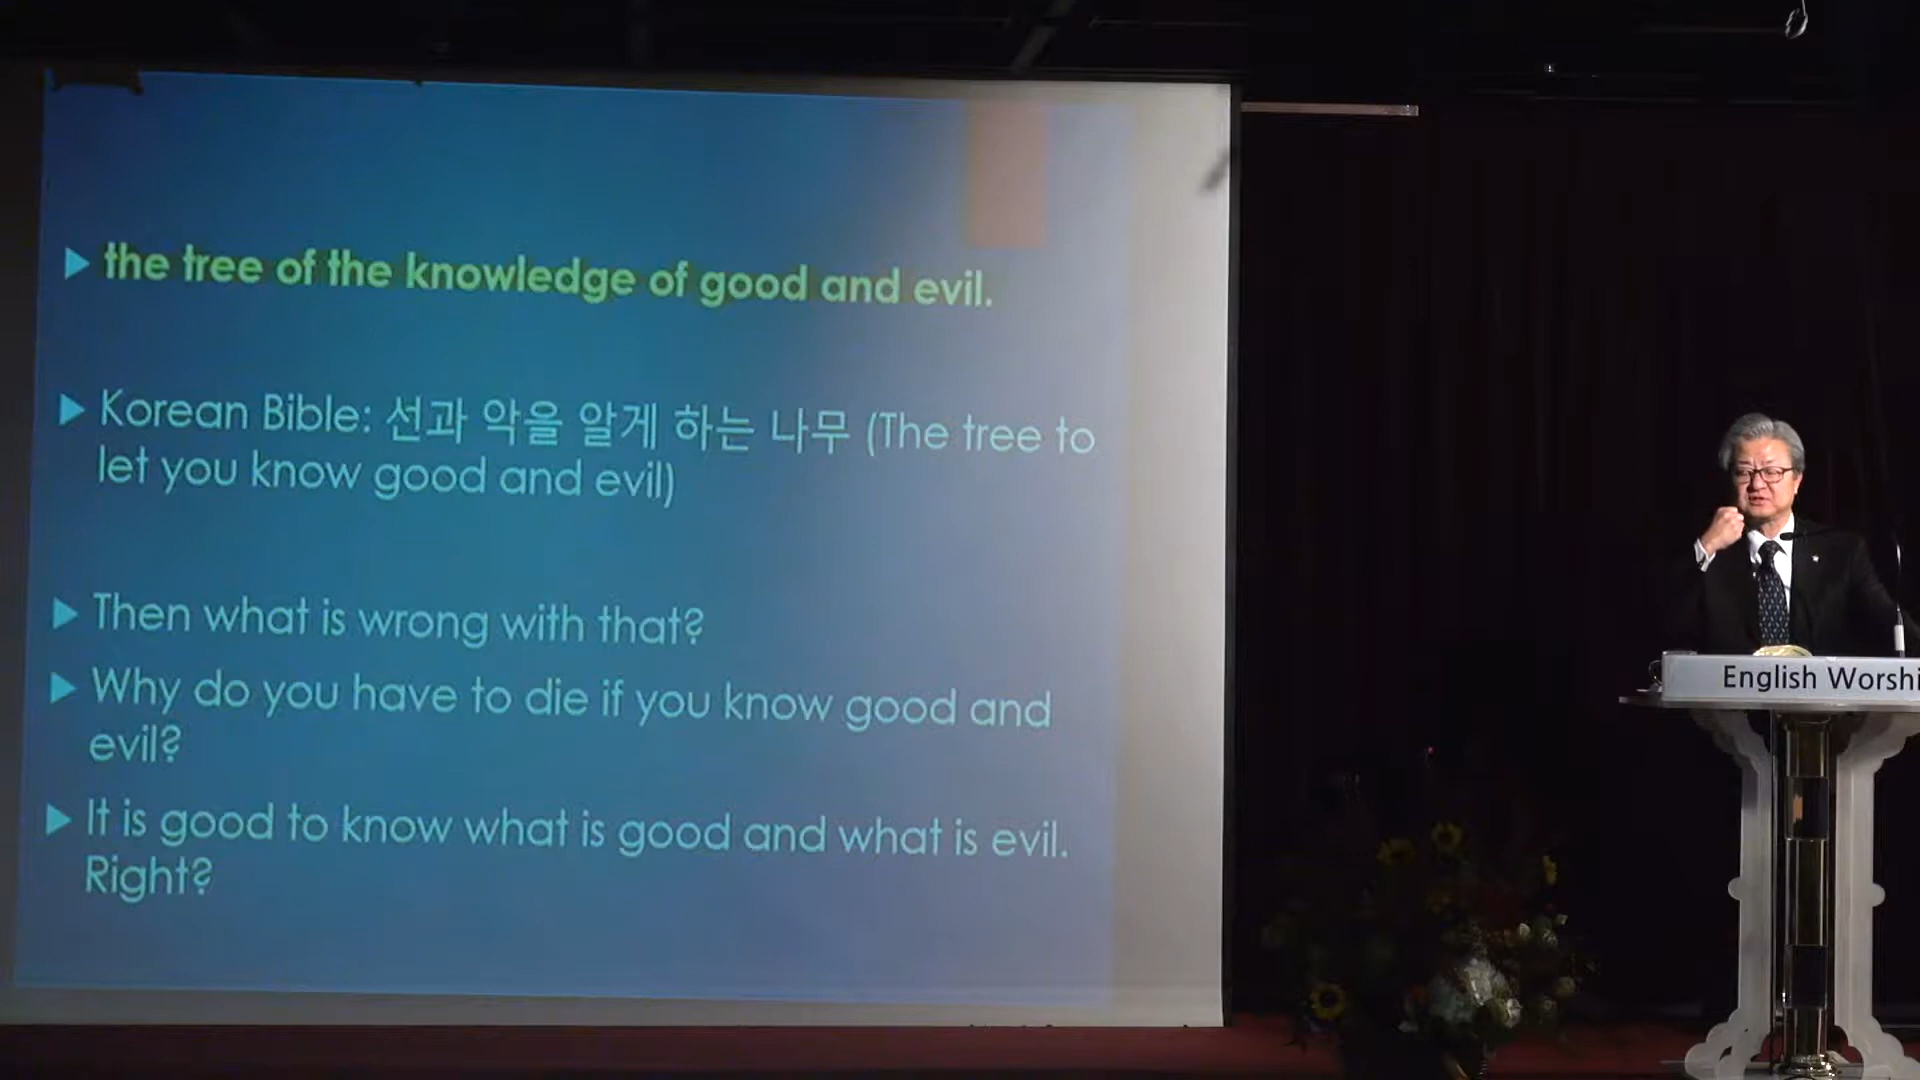 the tree of the knowledge of good and evil.
Korean Bible: 선과 악을 알게 하는 나무 (The tree to
let you know good and evil)
Then what is wrong with that?
Why do you have to die if you know good and
evil?
It is good to know what is good and what is evil.
Right?
English Worshi